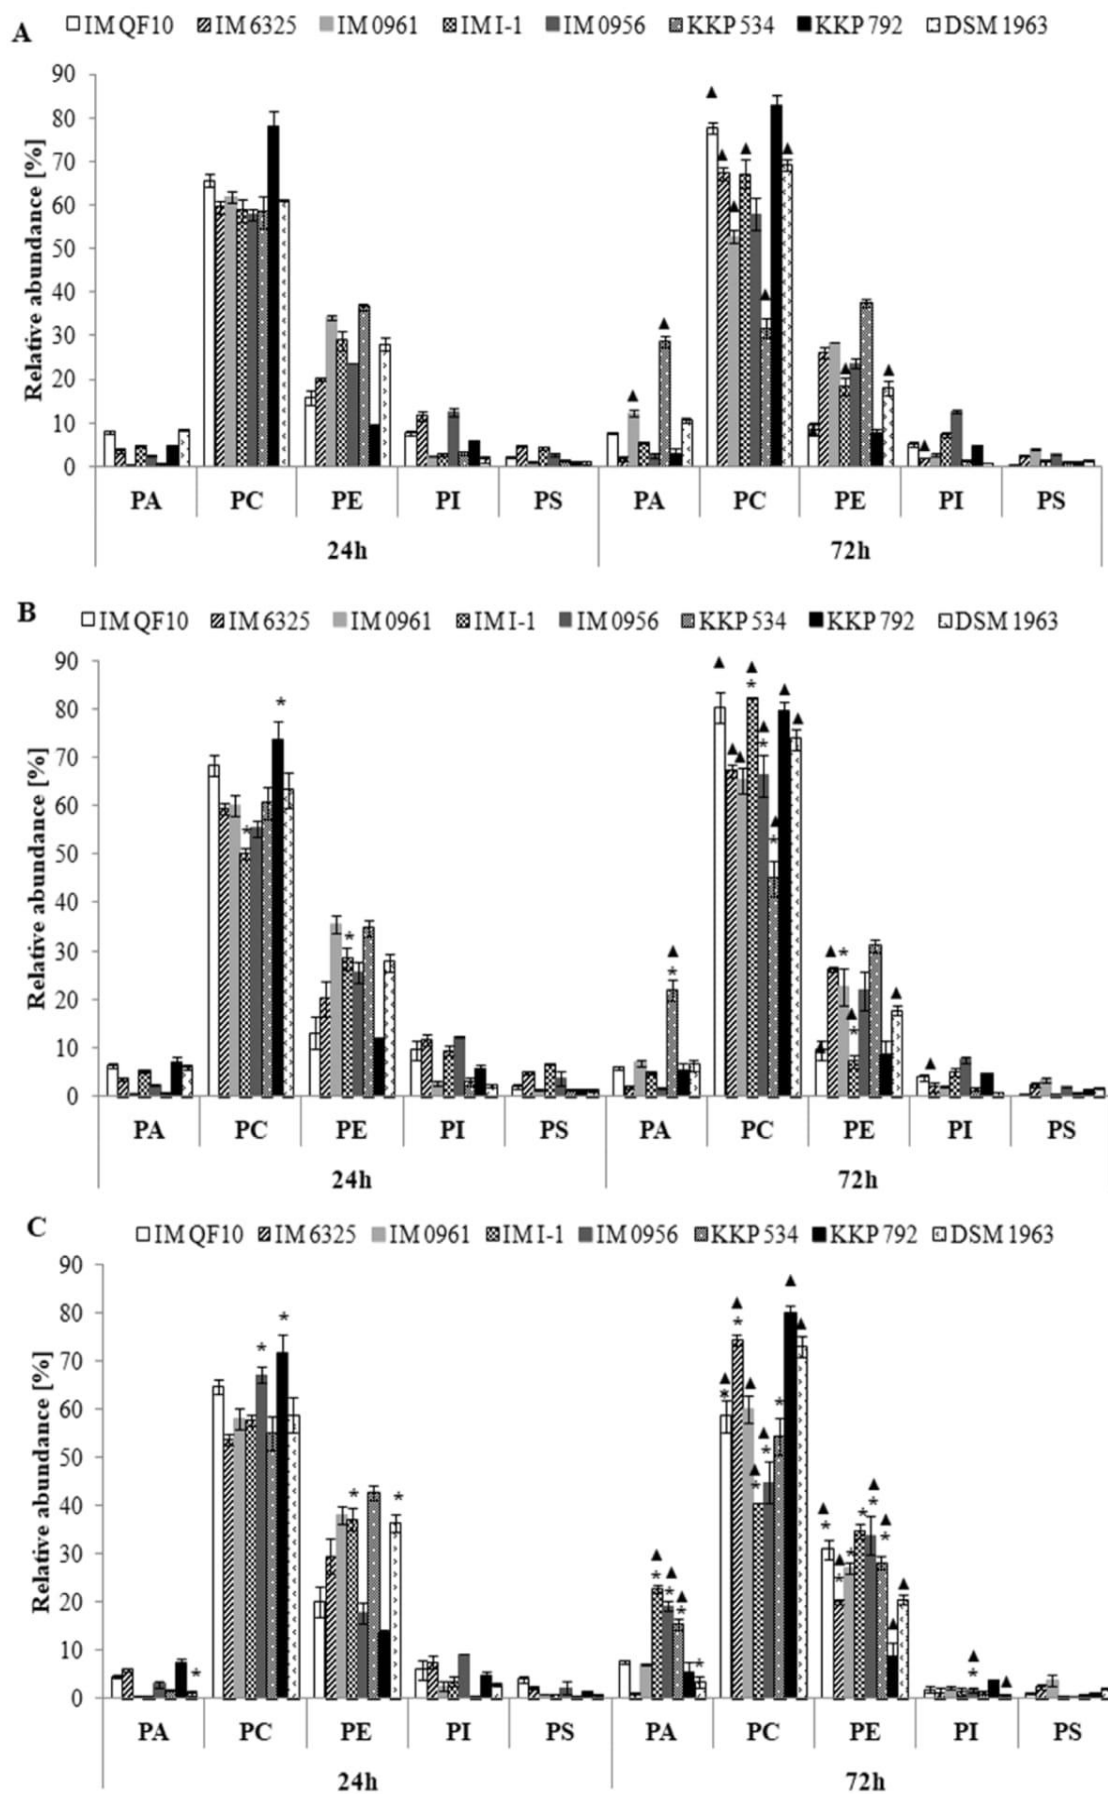 A
IM QF10 IM 6325 IM 0961 IM I-1 IM 0956 KKP 534 KKP 792 DSM 1963
Relative abundance [%]
90
80
70
60
50
40
30
20
10
0
PA PC PE PI PS PA PC PE PI PS
24h 72h
B
IM QF10 IM 6325 IM 0961 IM I-1 IM 0956 KKP 534 KKP 792 DSM 1963
Relative abundance [%]
90
80
70
60
50
40
30
20
10
0
PA PC PE PI PS PA PC PE PI PS
24h 72h
C
IM QF10 IM 6325 IM 0961 IM I-1 IM 0956 KKP 534 KKP 792 DSM 1963
Relative abundance [%]
90
80
70
60
50
40
30
20
10
0
PA PC PE PI PS PA PC PE PI PS
24h 72h